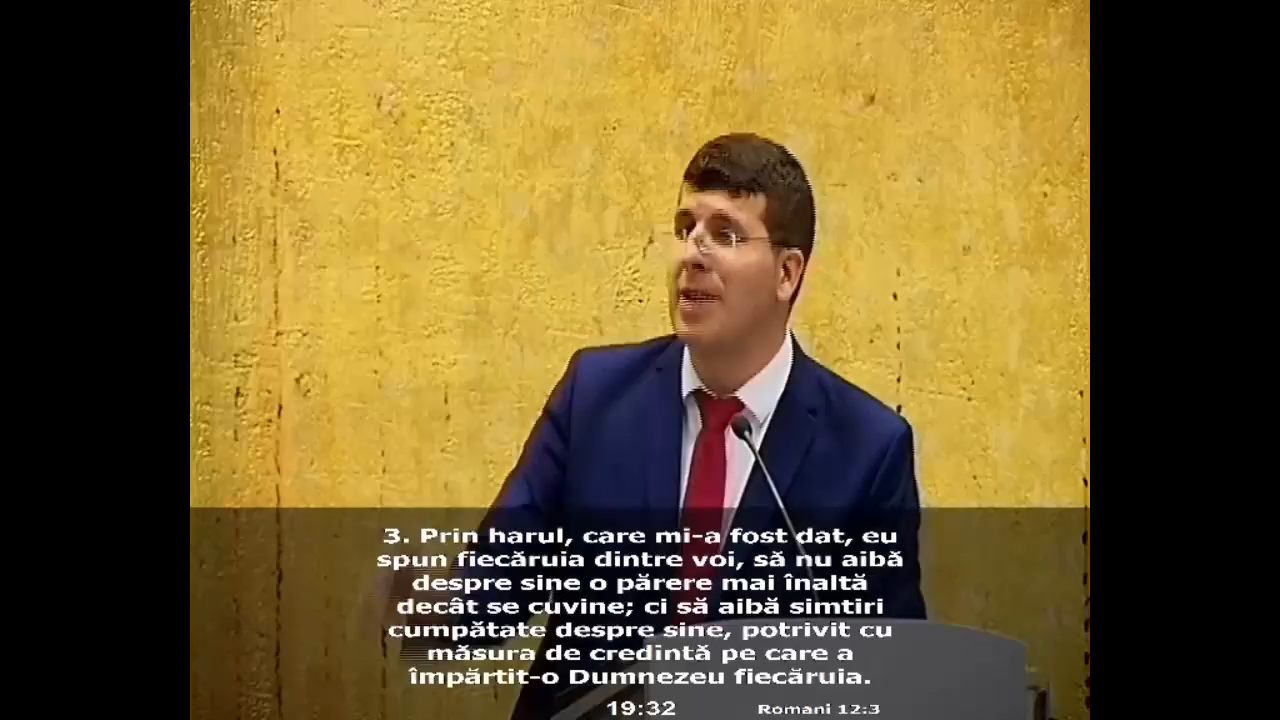 3. Prin harul, care mi-a fost dat, eu
spun fiecăruia dintre voi, să nu aibă
despre sine o părere mai înaltă
decât se cuvine; ci să aibă simtiri
cumpătate despre sine, potrivit cu
măsura de credintă pe care a
împărtit-o Dumnezeu fiecăruia.
19:32 Romani 12:3